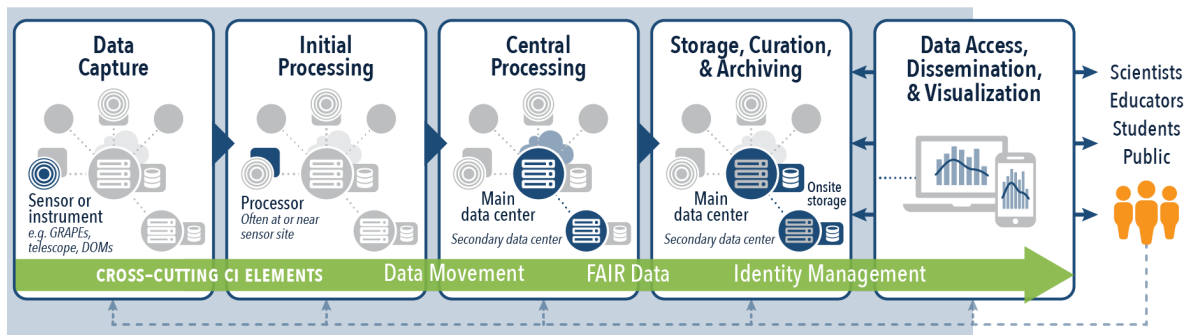 Data
Capture
Initial
Processing
Central
Processing
Storage, Curation,
& Archiving
Data Access,
Dissemination,
& Visualization
Sensor or
instrument
e.g. GRAPEs,
telescope, DOMs
Processor
Often at or near
sensor site
Main
data center
Secondary data center
Main
data center
Onsite
storage
Secondary data center
Scientists
Educators
Students
Public
CROSS–CUTTING CI ELEMENTS Data Movement FAIR Data Identity Management